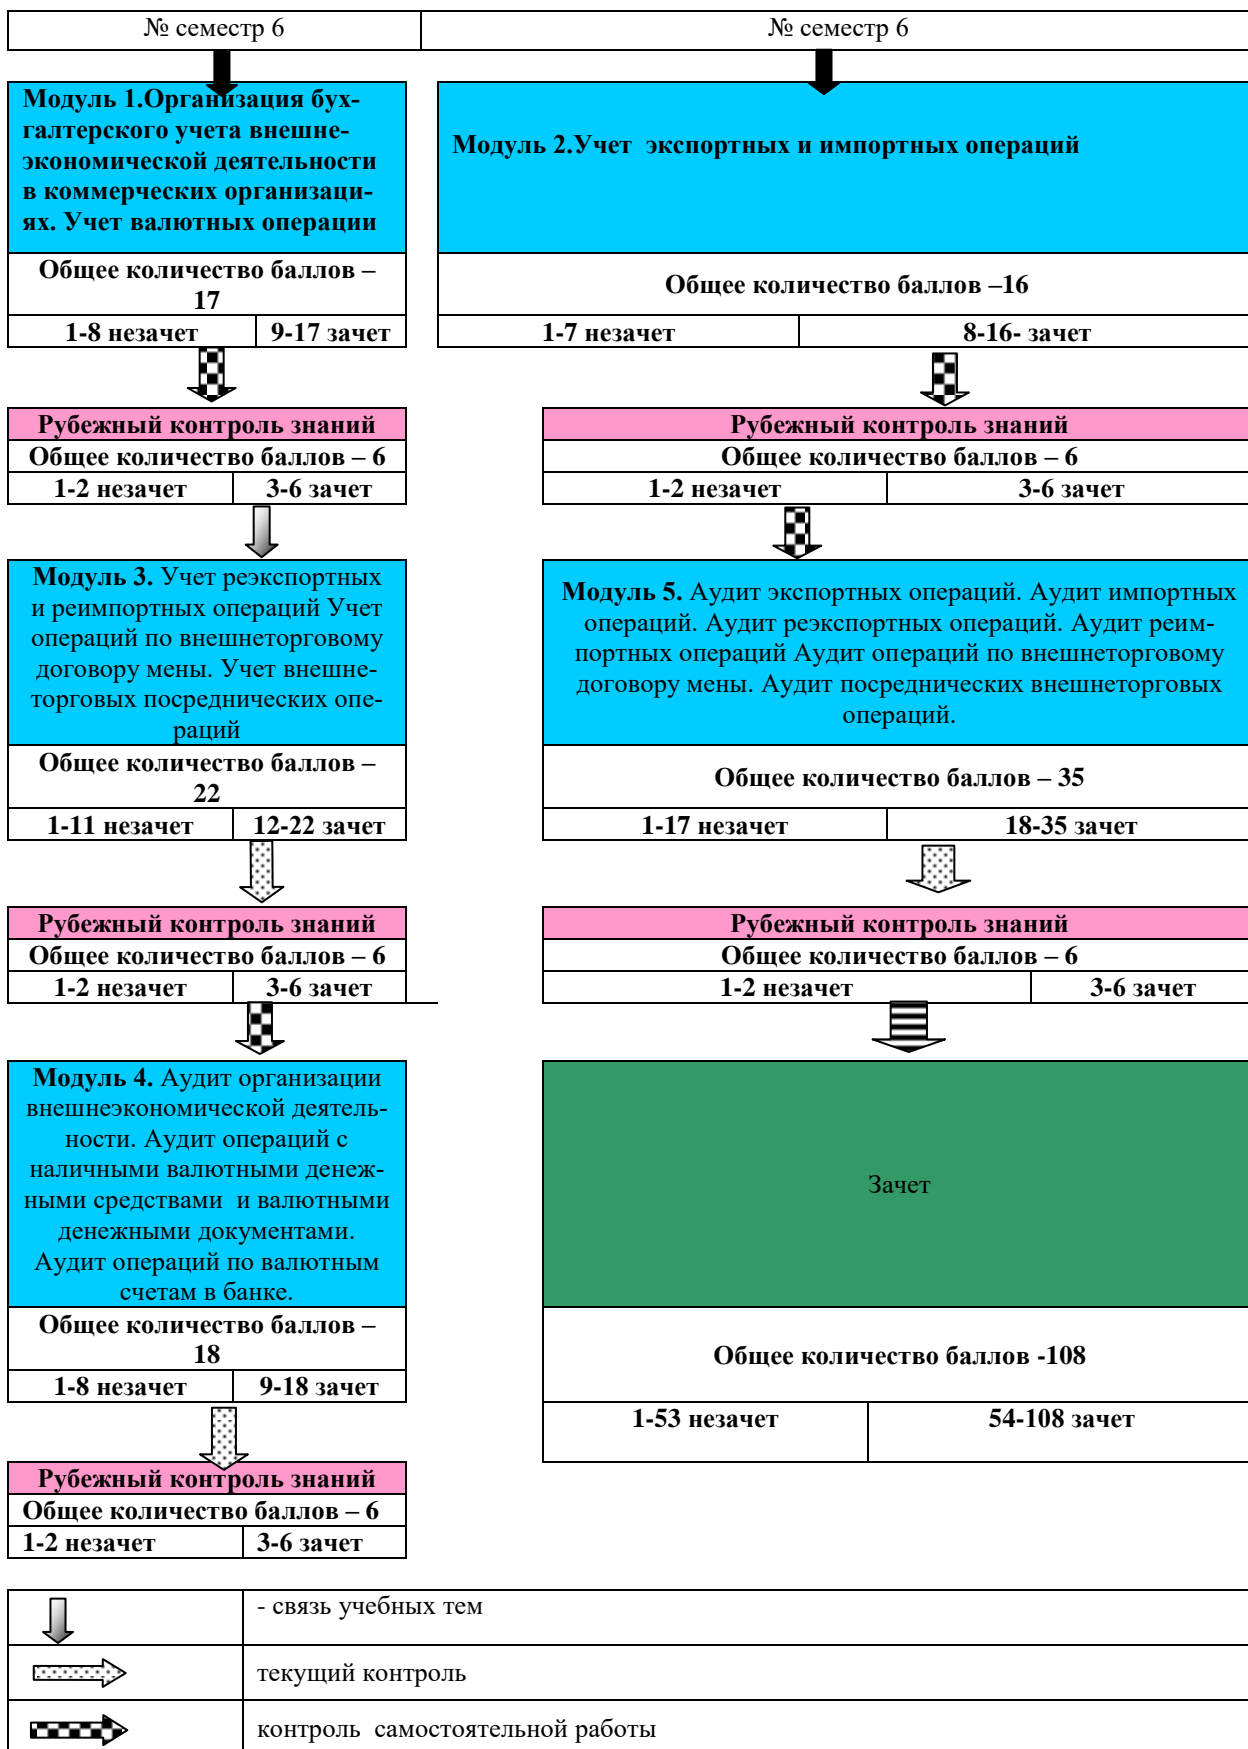 № семестр 6
№ семестр 6
Модуль 1.Организация бух-
галтерского учета внешне-
экономической деятельности
в коммерческих организаци-
ях. Учет валютных операции
Модуль 2.Учет  экспортных и импортных операций
Общее количество баллов –
17
Общее количество баллов –16
1-8 незачет
9-17 зачет
1-7 незачет
8-16- зачет
Рубежный контроль знаний
Рубежный контроль знаний
Общее количество баллов – 6
Общее количество баллов – 6
1-2 незачет
3-6 зачет
1-2 незачет
3-6 зачет
Модуль 3. Учет реэкспортных
и реимпортных операций Учет
операций по внешнеторговому
договору мены. Учет внешне-
торговых посреднических опе-
раций
Модуль 5. Аудит экспортных операций. Аудит импортных
операций. Аудит реэкспортных операций. Аудит реим-
портных операций Аудит операций по внешнеторговому
договору мены. Аудит посреднических внешнеторговых
операций.
Общее количество баллов –
22
Общее количество баллов – 35
1-11 незачет
12-22 зачет
1-17 незачет
18-35 зачет
Рубежный контроль знаний
Рубежный контроль знаний
Общее количество баллов – 6
Общее количество баллов – 6
1-2 незачет
3-6 зачет
1-2 незачет
3-6 зачет
Модуль 4. Аудит организации
внешнеэкономической деятель-
ности. Аудит операций с
наличными валютными денеж-
ными средствами  и валютными
денежными документами.
Аудит операций по валютным
счетам в банке.
Зачет
Общее количество баллов –
18
Общее количество баллов -108
1-8 незачет
9-18 зачет
1-53 незачет
54-108 зачет
Рубежный контроль знаний
Общее количество баллов – 6
1-2 незачет
3-6 зачет
- связь учебных тем
текущий контроль
контроль  самостоятельной работы